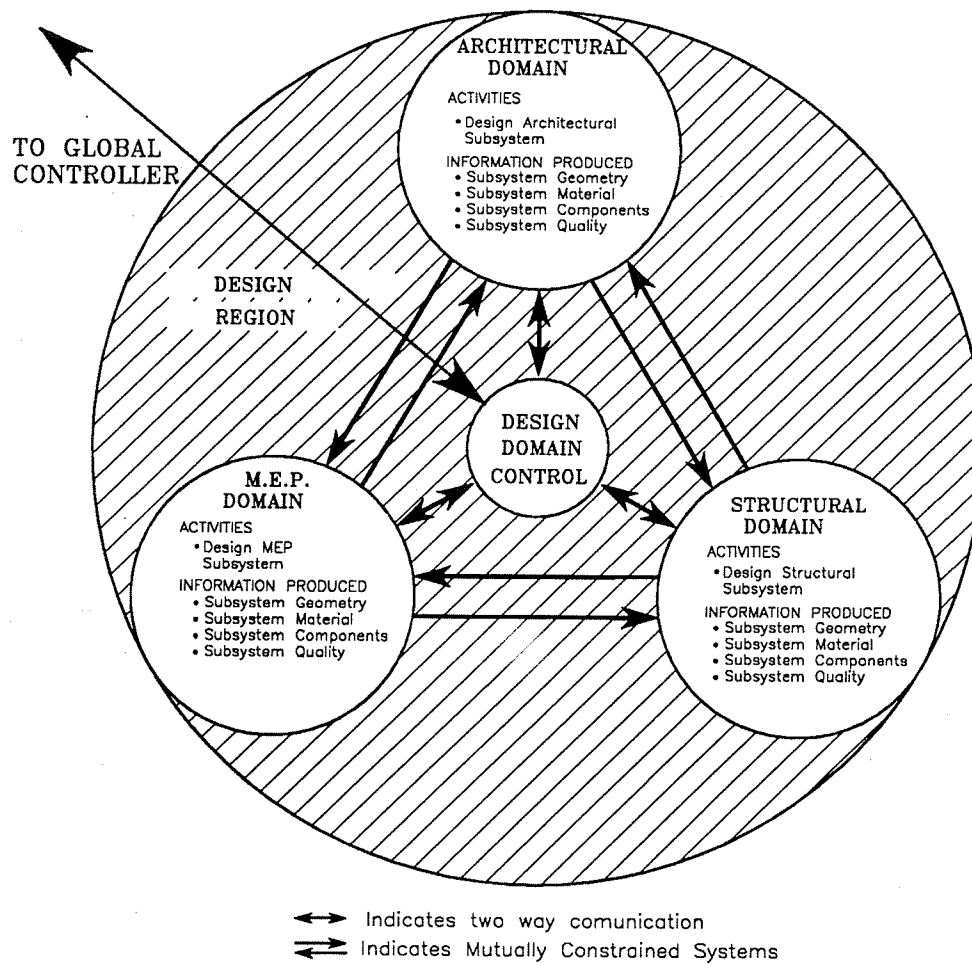 ARCHITECTURAL
DOMAIN
ACTIVITIES
• Design Architectural
Subsystem
INFORMATION PRODUCED
• Subsystem Geometry
• Subsystem Material
• Subsystem Components
• Subsystem Quality
TO GLOBAL
CONTROLLER
DESIGN
REGION
DESIGN
DOMAIN
CONTROL
M.E.P.
DOMAIN
ACTIVITIES
• Design MEP
Subsystem
INFORMATION PRODUCED
• Subsystem Geometry
• Subsystem Material
• Subsystem Components
• Subsystem Quality
STRUCTURAL
DOMAIN
ACTIVITIES
• Design Structural
Subsystem
INFORMATION PRODUCED
• Subsystem Geometry
• Subsystem Material
• Subsystem Components
• Subsystem Quality
Indicates two way comunication
Indicates Mutually Constrained Systems